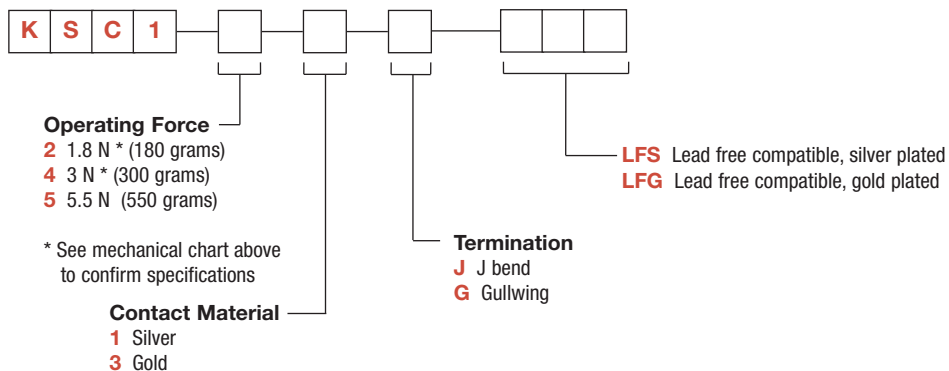 K S C 1
Operating Force
2 1.8 N * (180 grams)
4 3 N * (300 grams)
5 5.5 N (550 grams)
* See mechanical chart above
to confirm specifications
Contact Material
1 Silver
3 Gold
Termination
J J bend
G Gullwing
LFS Lead free compatible, silver plated
LFG Lead free compatible, gold plated